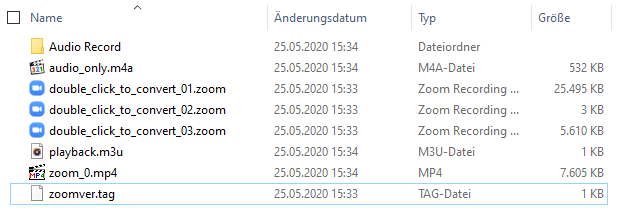 Name Änderungsdatum Typ Größe
Audio Record 25.05.2020 15:34 Dateiordner
audio_only.m4a 25.05.2020 15:34 M4A-Datei 532 KB
double_click_to_convert_01.zoom 25.05.2020 15:33 Zoom Recording ... 25.495 KB
double_click_to_convert_02.zoom 25.05.2020 15:33 Zoom Recording ... 3 KB
double_click_to_convert_03.zoom 25.05.2020 15:33 Zoom Recording ... 5.610 KB
playback.m3u 25.05.2020 15:34 M3U-Datei 1 KB
zoom_0.mp4 25.05.2020 15:34 MP4 7.605 KB
zoomver.tag 25.05.2020 15:33 TAG-Datei 1 KB